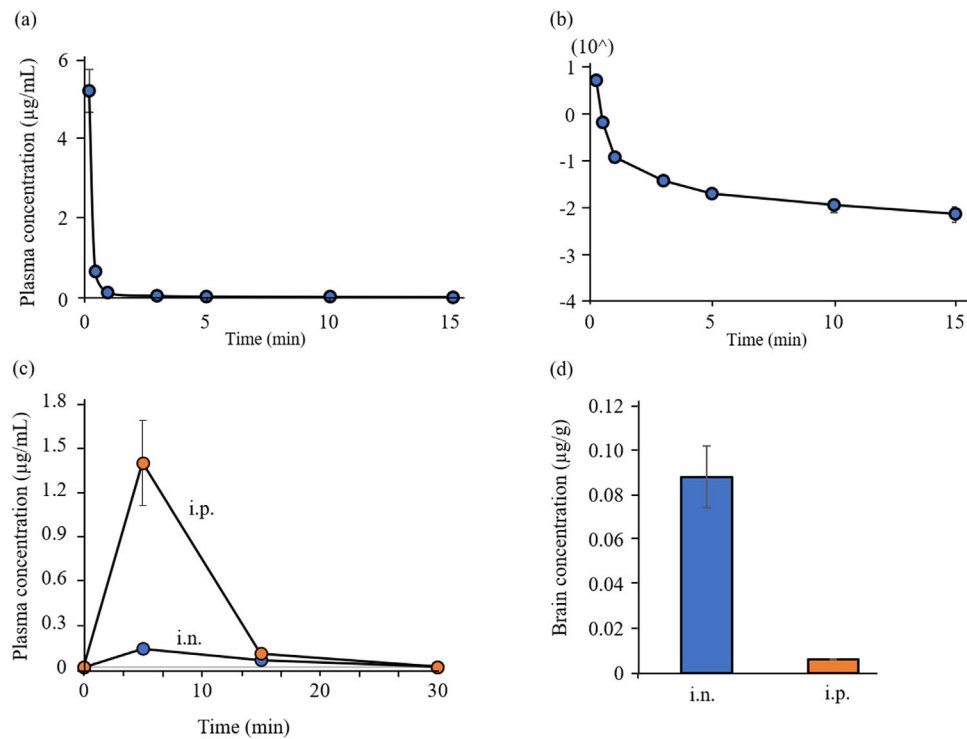 (a)
Plasma concentration (µg/mL)
6
4
2
0
0
5
10
15
Time (min)
(b)
(10^)
1
0
-1
-2
-3
-4
0
5
10
15
Time (min)
(c)
Plasma concentration (µg/mL)
1.8
1.5
1.2
0.9
0.6
0.3
0
i.p.
i.n.
0
10
20
30
Time (min)
(d)
Brain concentration (µg/g)
0.12
0.10
0.08
0.06
0.04
0.02
0
i.n.
i.p.